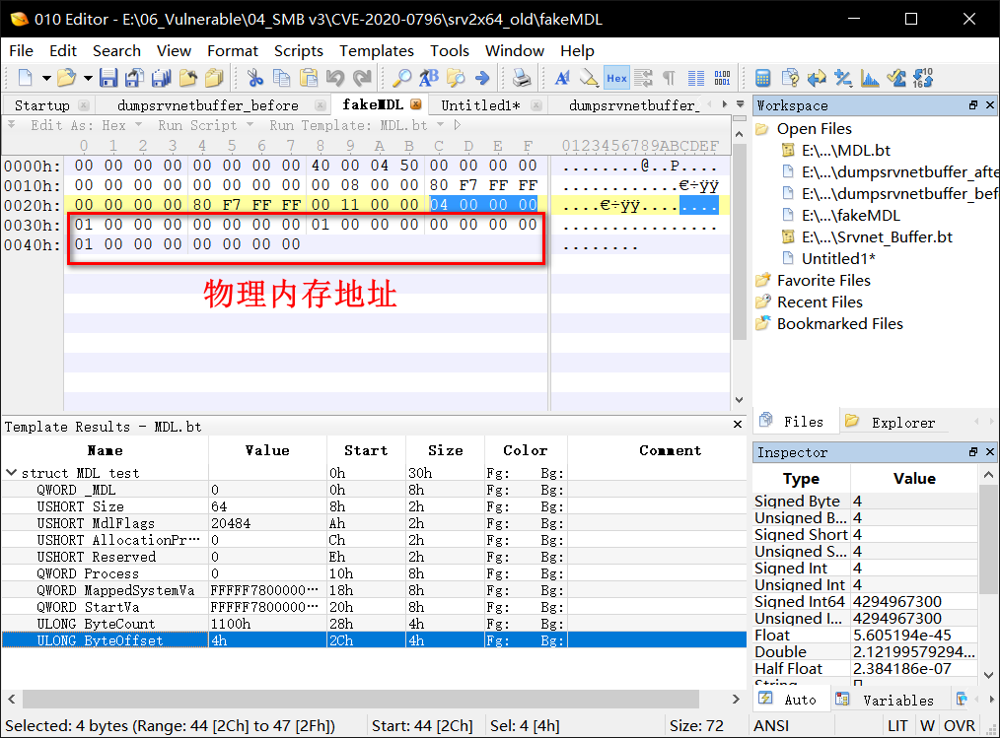 010 Editor - E:\06_Vulnerable\04_SMB v3\CVE-2020-0796\srv2x64_old\fakeMDL
File Edit Search View Format Scripts Templates Tools Window Help
Startup dumpsrvnetbuffer_before fakeMDL Untitled1* dumpsrvnetbuffer_
Edit As: Hex Run Script Run Template: MDL.bt
0 1 2 3 4 5 6 7 8 9 A B C D E F 0123456789ABCDEF
0000h: 00 00 00 00 00 00 00 00 40 00 04 50 00 00 00 00 ........@..P....
0010h: 00 00 00 00 00 00 00 00 00 08 00 00 80 F7 FF FF ............€÷ÿÿ
0020h: 00 00 00 00 80 F7 FF FF 00 11 00 00 04 00 00 00 ....€÷ÿÿ........
0030h: 01 00 00 00 00 00 00 00 01 00 00 00 00 00 00 00 ................
0040h: 01 00 00 00 00 00 00 00 ........
物理内存地址
Workspace
Open Files
E:\...\MDL.bt
E:\...\dumpsrvnetbuffer_afte
E:\...\dumpsrvnetbuffer_bef
E:\...\fakeMDL
E:\...\Srvnet_Buffer.bt
Untitled1*
Favorite Files
Recent Files
Bookmarked Files
Files Explorer
Template Results - MDL.bt
Name Value Start Size Color Comment
struct MDL test 0h 30h Fg: Bg:
QWORD _MDL 0 0h 8h Fg: Bg:
USHORT Size 64 8h 2h Fg: Bg:
USHORT MdlFlags 20484 Ah 2h Fg: Bg:
USHORT AllocationPr… 0 Ch 2h Fg: Bg:
USHORT Reserved 0 Eh 2h Fg: Bg:
QWORD Process 0 10h 8h Fg: Bg:
QWORD MappedSystemVa FFFFF7800000… 18h 8h Fg: Bg:
QWORD StartVa FFFFF7800000… 20h 8h Fg: Bg:
ULONG ByteCount 1100h 28h 4h Fg: Bg:
ULONG ByteOffset 4h 2Ch 4h Fg: Bg:
Inspector
Type Value
Signed Byte 4
Unsigned B... 4
Signed Short 4
Unsigned S... 4
Signed Int 4
Unsigned Int 4
Signed Int64 4294967300
Unsigned I... 4294967300
Float 5.605194e-45
Double 2.12199579294...
Half Float 2.384186e-07
String
Auto Variables
Selected: 4 bytes (Range: 44 [2Ch] to 47 [2Fh]) Start: 44 [2Ch] Sel: 4 [4h] Size: 72 ANSI LIT W OVR